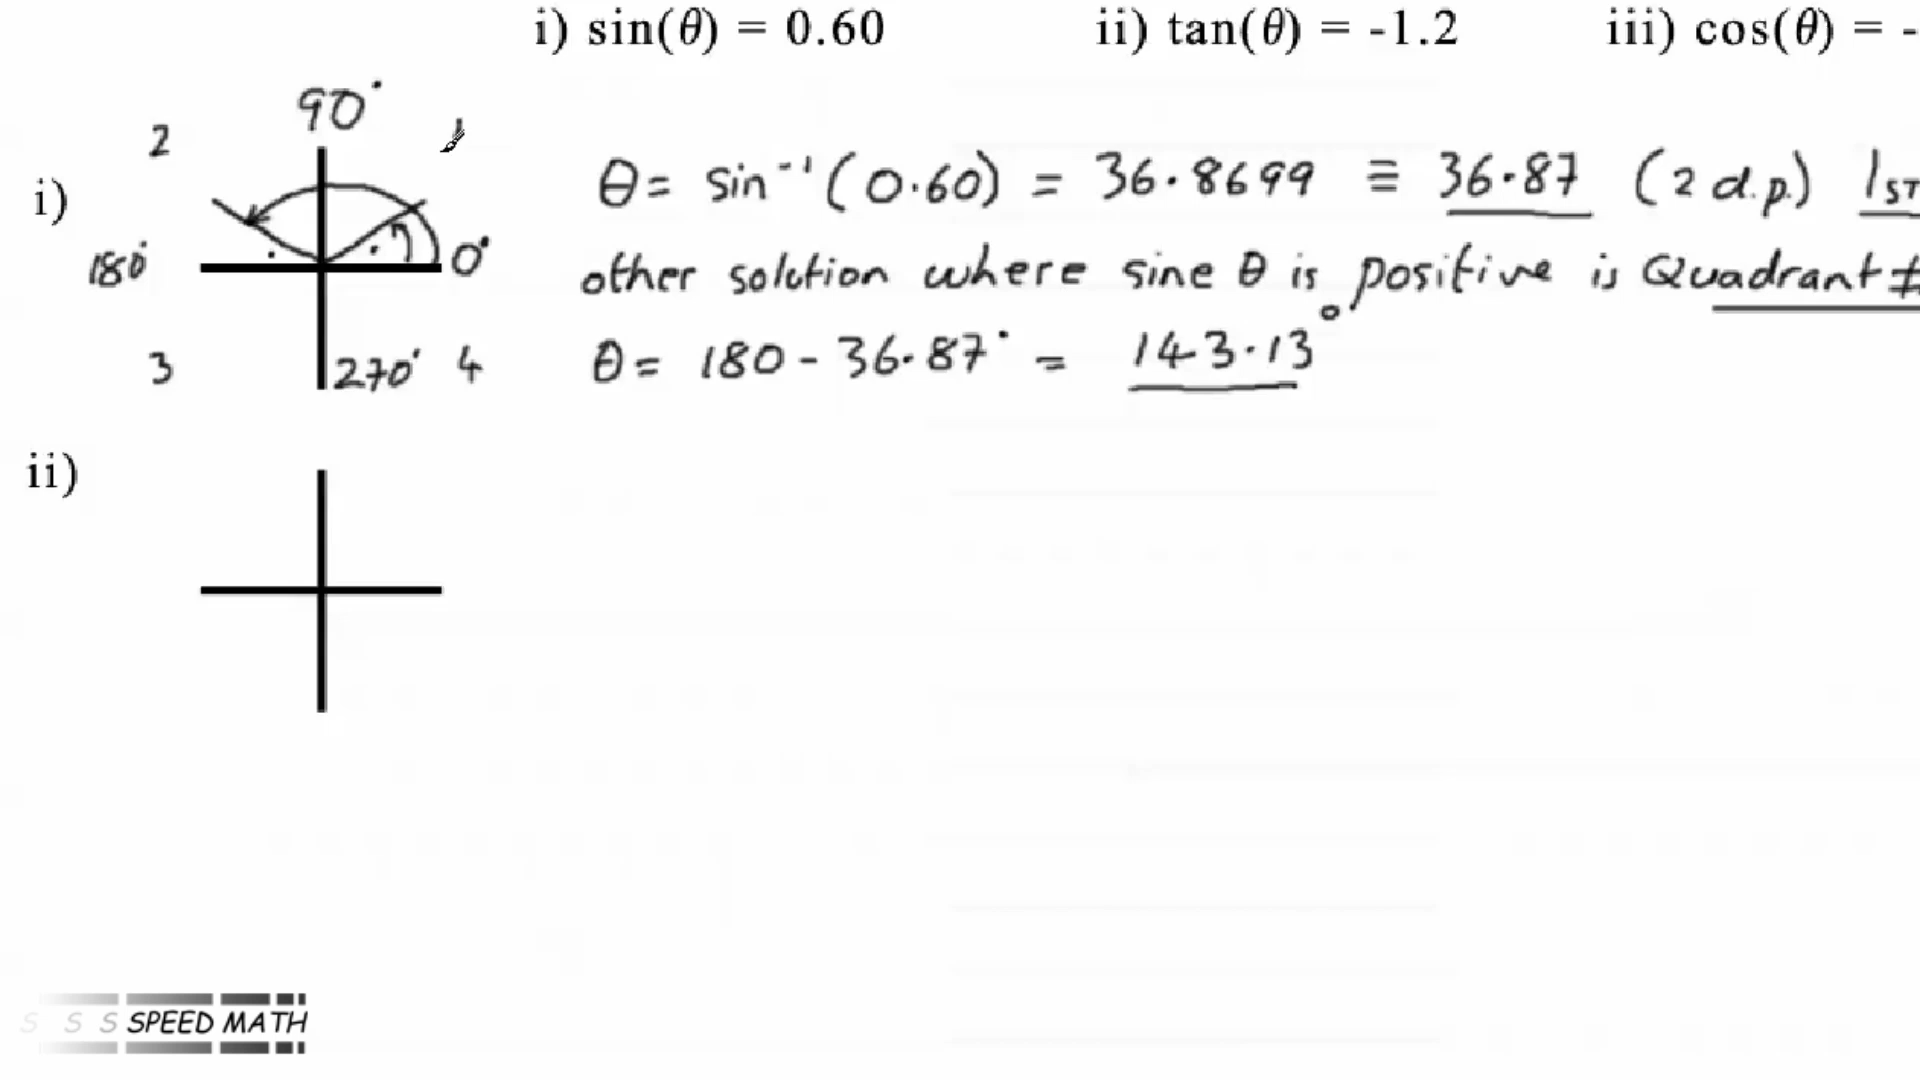 i) sin(θ) = 0.60 ii) tan(θ) = -1.2 iii) cos(θ) = -
90°
2
i)
180°
0°
3
270° 4
θ = sin⁻¹(0.60) = 36.8699 ≡ 36.87 (2 d.p.) 1ST
other solution where sine θ is positive is Quadrant #
θ = 180 - 36.87° = 143.13°
ii)
S S S SPEED MATH